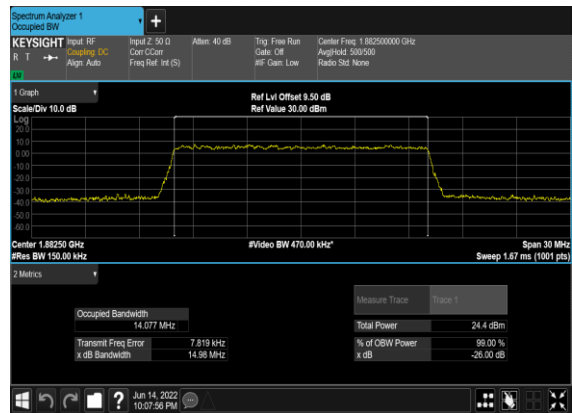 Spectrum Analyzer 1
Occupied BW
+
KEYSIGHT
R T
LW
Input: RF
Coupling: DC
Align: Auto
Input Z: 50 Ω
Corr CCorr
Freq Ref: Int (S)
Atten: 40 dB
Trig: Free Run
Gate: Off
#IF Gain: Low
Center Freq: 1.882500000 GHz
Avg|Hold: 500/500
Radio Std: None
1 Graph
Scale/Div 10.0 dB
Ref Lvl Offset 9.50 dB
Ref Value 30.00 dBm
Log
20.0
10.0
0.00
-10.0
-20.0
-30.0
-40.0
-50.0
-60.0
Center 1.88250 GHz
#Res BW 150.00 kHz
#Video BW 470.00 kHz*
Span 30 MHz
Sweep 1.67 ms (1001 pts)
2 Metrics
Measure Trace
Trace 1
Occupied Bandwidth
14.077 MHz
Total Power
24.4 dBm
Transmit Freq Error
7.819 kHz
% of OBW Power
99.00 %
x dB Bandwidth
14.98 MHz
x dB
-26.00 dB
?
Jun 14, 2022
10:07:56 PM